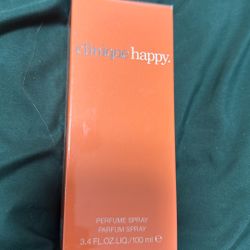 clinique happy.
PERFUME SPRAY
PARFUM SPRAY
3.4 FL.OZ.LIQ./100 ml ℮